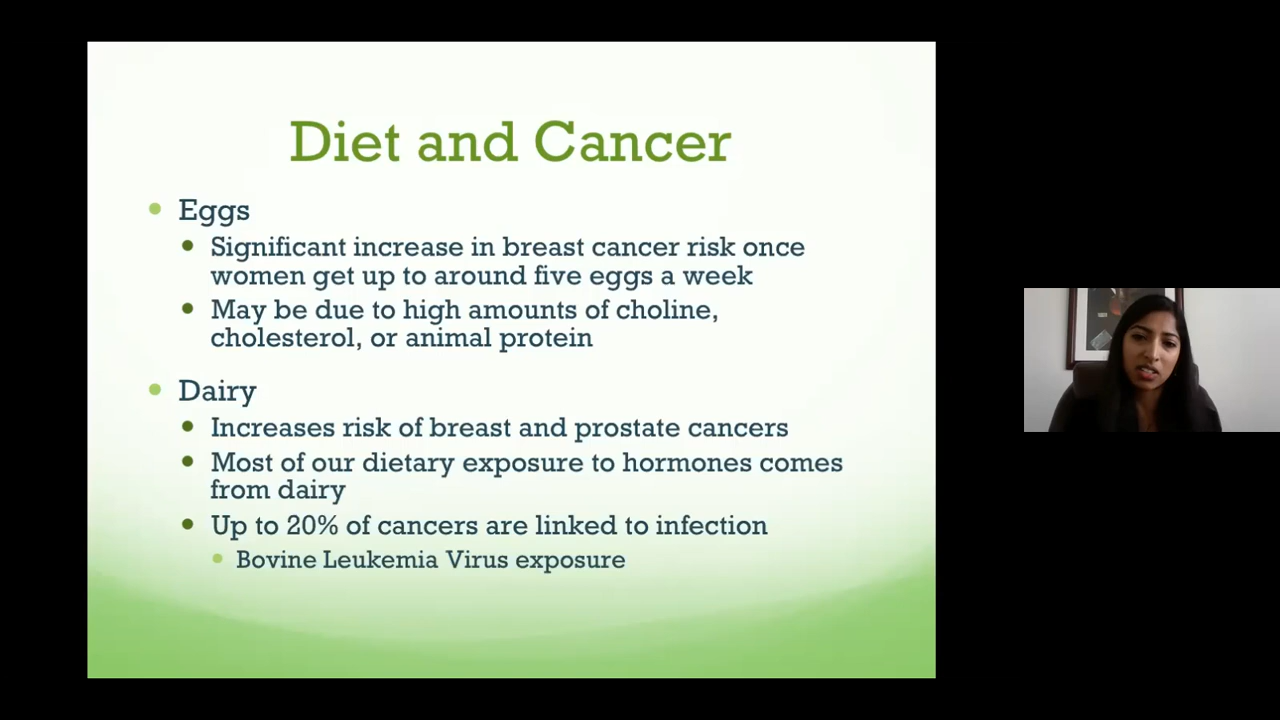 Diet and Cancer
Eggs
Significant increase in breast cancer risk once
women get up to around five eggs a week
May be due to high amounts of choline,
cholesterol, or animal protein
Dairy
Increases risk of breast and prostate cancers
Most of our dietary exposure to hormones comes
from dairy
Up to 20% of cancers are linked to infection
Bovine Leukemia Virus exposure